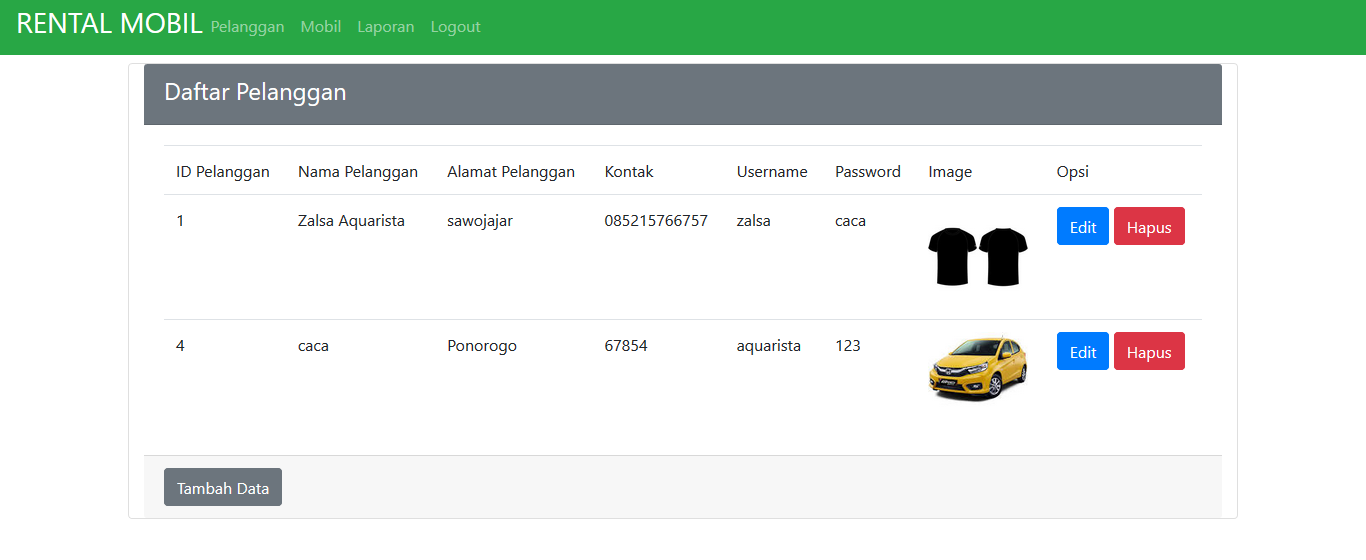 RENTAL MOBIL Pelanggan Mobil Laporan Logout
Daftar Pelanggan
ID Pelanggan Nama Pelanggan Alamat Pelanggan Kontak Username Password Image Opsi
1 Zalsa Aquarista sawojajar 085215766757 zalsa caca Edit Hapus
4 caca Ponorogo 67854 aquarista 123 Edit Hapus
Tambah Data